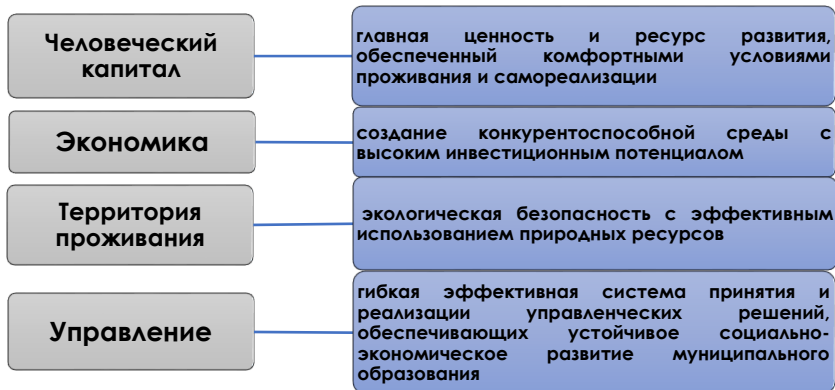 Человеческий
капитал
главная ценность и ресурс развития,
обеспеченный комфортными условиями
проживания и самореализации
Экономика
создание конкурентоспособной среды с
высоким инвестиционным потенциалом
Территория
проживания
экологическая безопасность с эффективным
использованием природных ресурсов
Управление
гибкая эффективная система принятия и
реализации управленческих решений,
обеспечивающих устойчивое социально-
экономическое развитие муниципального
образования